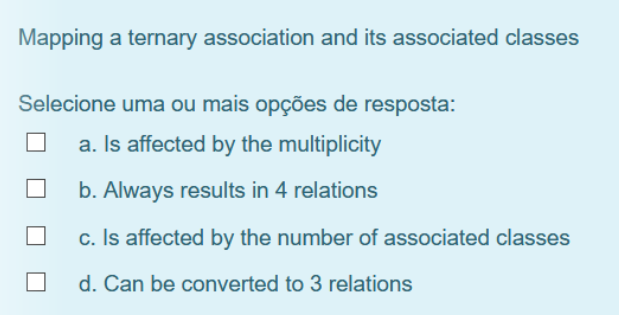 Mapping a ternary association and its associated classes
Selecione uma ou mais opções de resposta:
a. Is affected by the multiplicity
b. Always results in 4 relations
c. Is affected by the number of associated classes
d. Can be converted to 3 relations